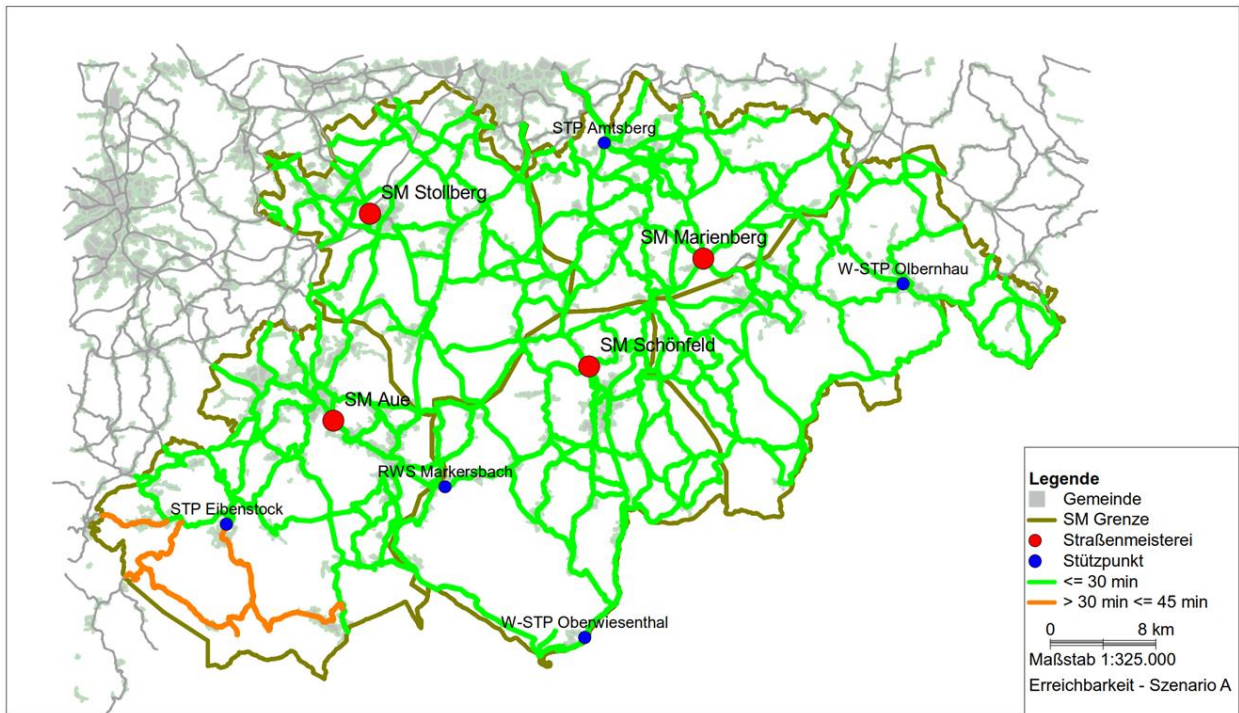 STP Amtsberg
SM Stollberg
SM Marienberg
W-STP Olbernhau
SM Schönfeld
SM Aue
RWS Markersbach
STP Eibenstock
W-STP Oberwiesenthal
Legende
Gemeinde
SM Grenze
Straßenmeisterei
Stützpunkt
<= 30 min
> 30 min <= 45 min
0 8 km
Maßstab 1:325.000
Erreichbarkeit - Szenario A